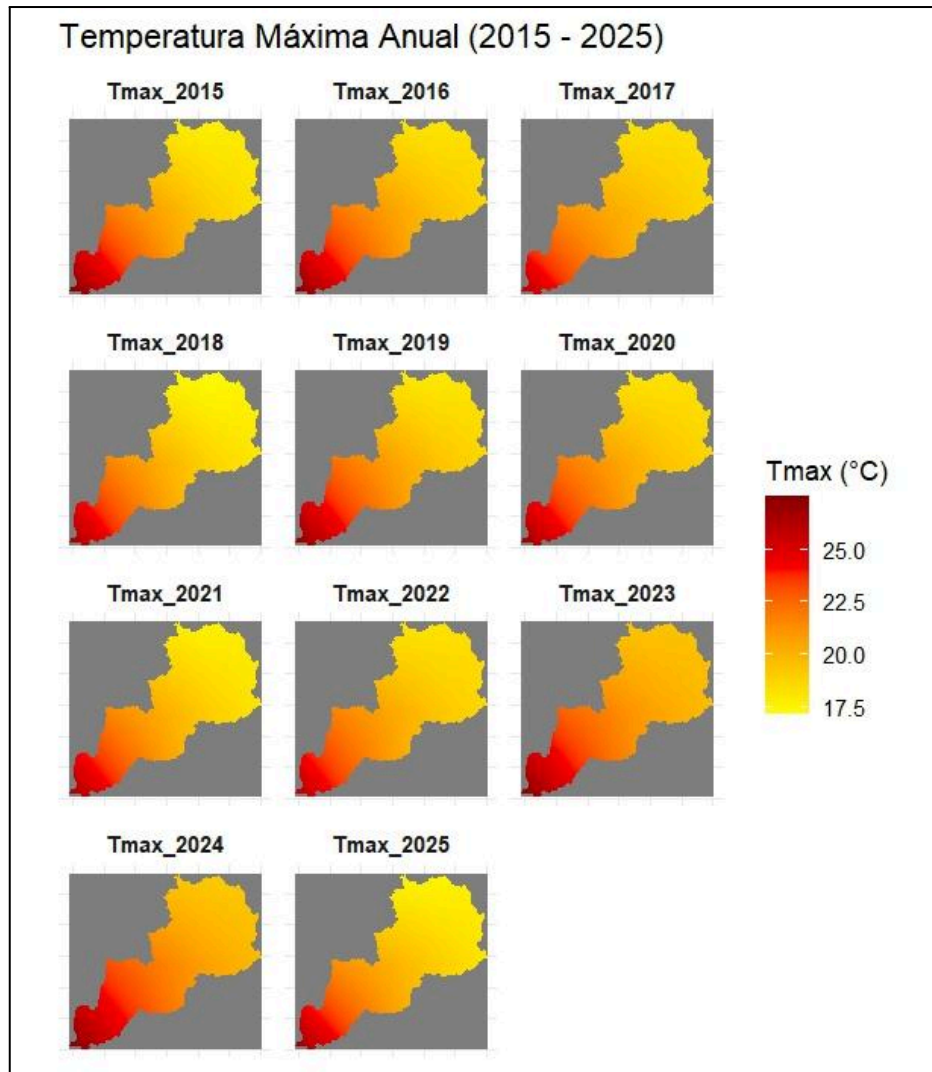 Temperatura Máxima Anual (2015 - 2025)
Tmax_2015 Tmax_2016 Tmax_2017
Tmax_2018 Tmax_2019 Tmax_2020
Tmax (°C)
25.0
22.5
20.0
17.5
Tmax_2021 Tmax_2022 Tmax_2023
Tmax_2024 Tmax_2025